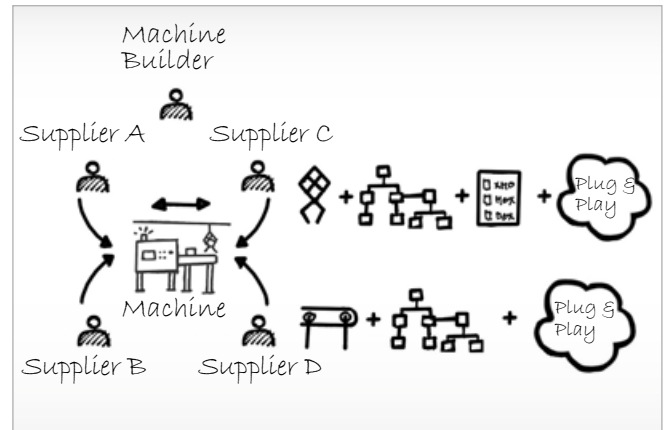 Machine
Builder
Supplier A
Supplier C
Plug &
Play
Machine
Plug &
Play
Supplier B
Supplier D